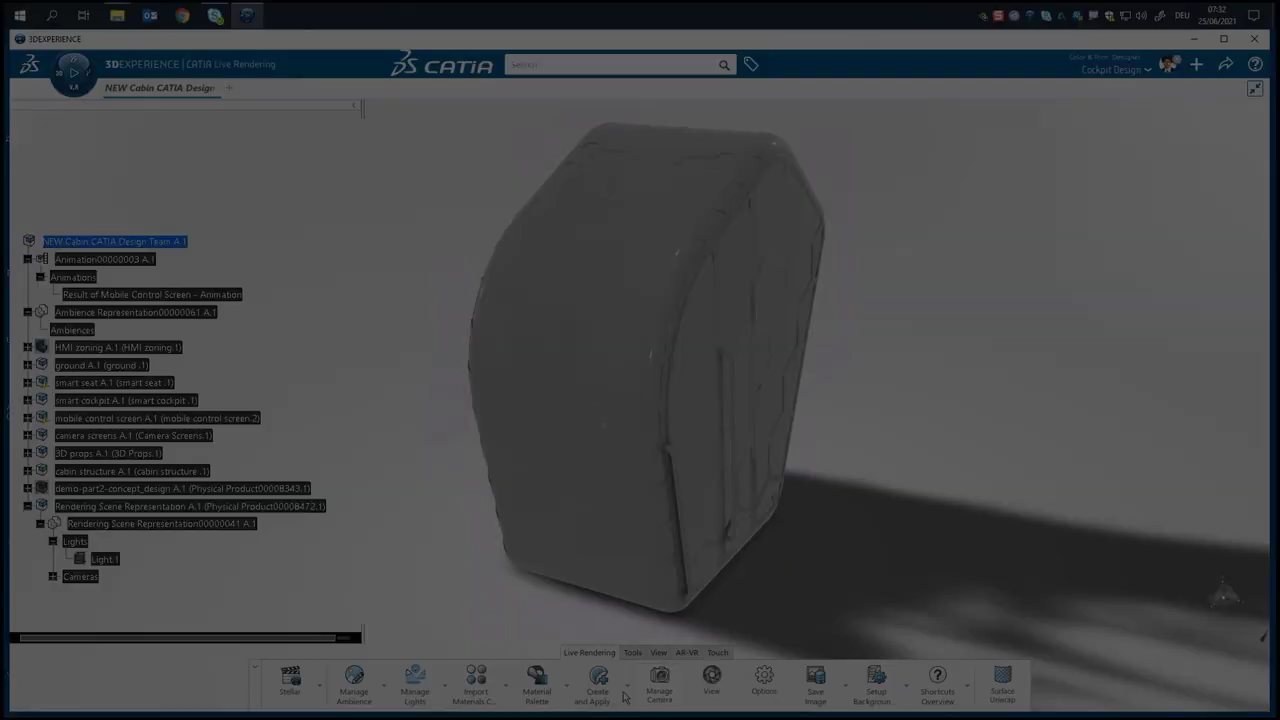 DEU
07:32
25/06/2021
3DEXPERIENCE
3DEXPERIENCE | CATIA Live Rendering
CATIA
Search
Cockpit Design
3D
V.R
NEW Cabin CATIA Design
NEW Cabin CATIA Design Team A.1
Animation00000003 A.1
Animations
Result of Mobile Control Screen - Animation
Ambience Representation00000061 A.1
Ambiences
HMI zoning A.1 (HMI zoning.1)
ground A.1 (ground .1)
smart seat A.1 (smart seat .1)
smart cockpit A.1 (smart cockpit .1)
mobile control screen A.1 (mobile control screen.2)
camera screens A.1 (Camera Screens.1)
3D props A.1 (3D Props.1)
cabin structure A.1 (cabin structure .1)
demo-part2-concept_design A.1 (Physical Product00008343.1)
Rendering Scene Representation A.1 (Physical Product00008472.1)
Rendering Scene Representation00000041 A.1
Lights
Light.1
Cameras
Live Rendering Tools View AR-VR Touch
Stellar
Manage Ambience
Manage Lights
Import Materials C...
Material Palette
Create and Apply...
Manage Camera
View
Options
Save Image
Setup Backgroun...
Shortcuts Overview
Surface Unwrap